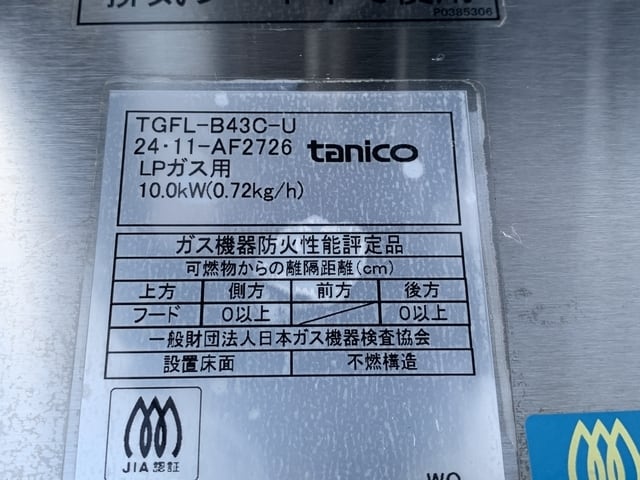 P0385306
TGFL-B43C-U
24・11-AF2726 tanico
LPガス用
10.0kW(0.72kg/h)
ガス機器防火性能評定品
可燃物からの離隔距離(cm)
上方 側方 前方 後方
フード 0以上 0以上
一般財団法人日本ガス機器検査協会
設置床面 不燃構造
JIA認証